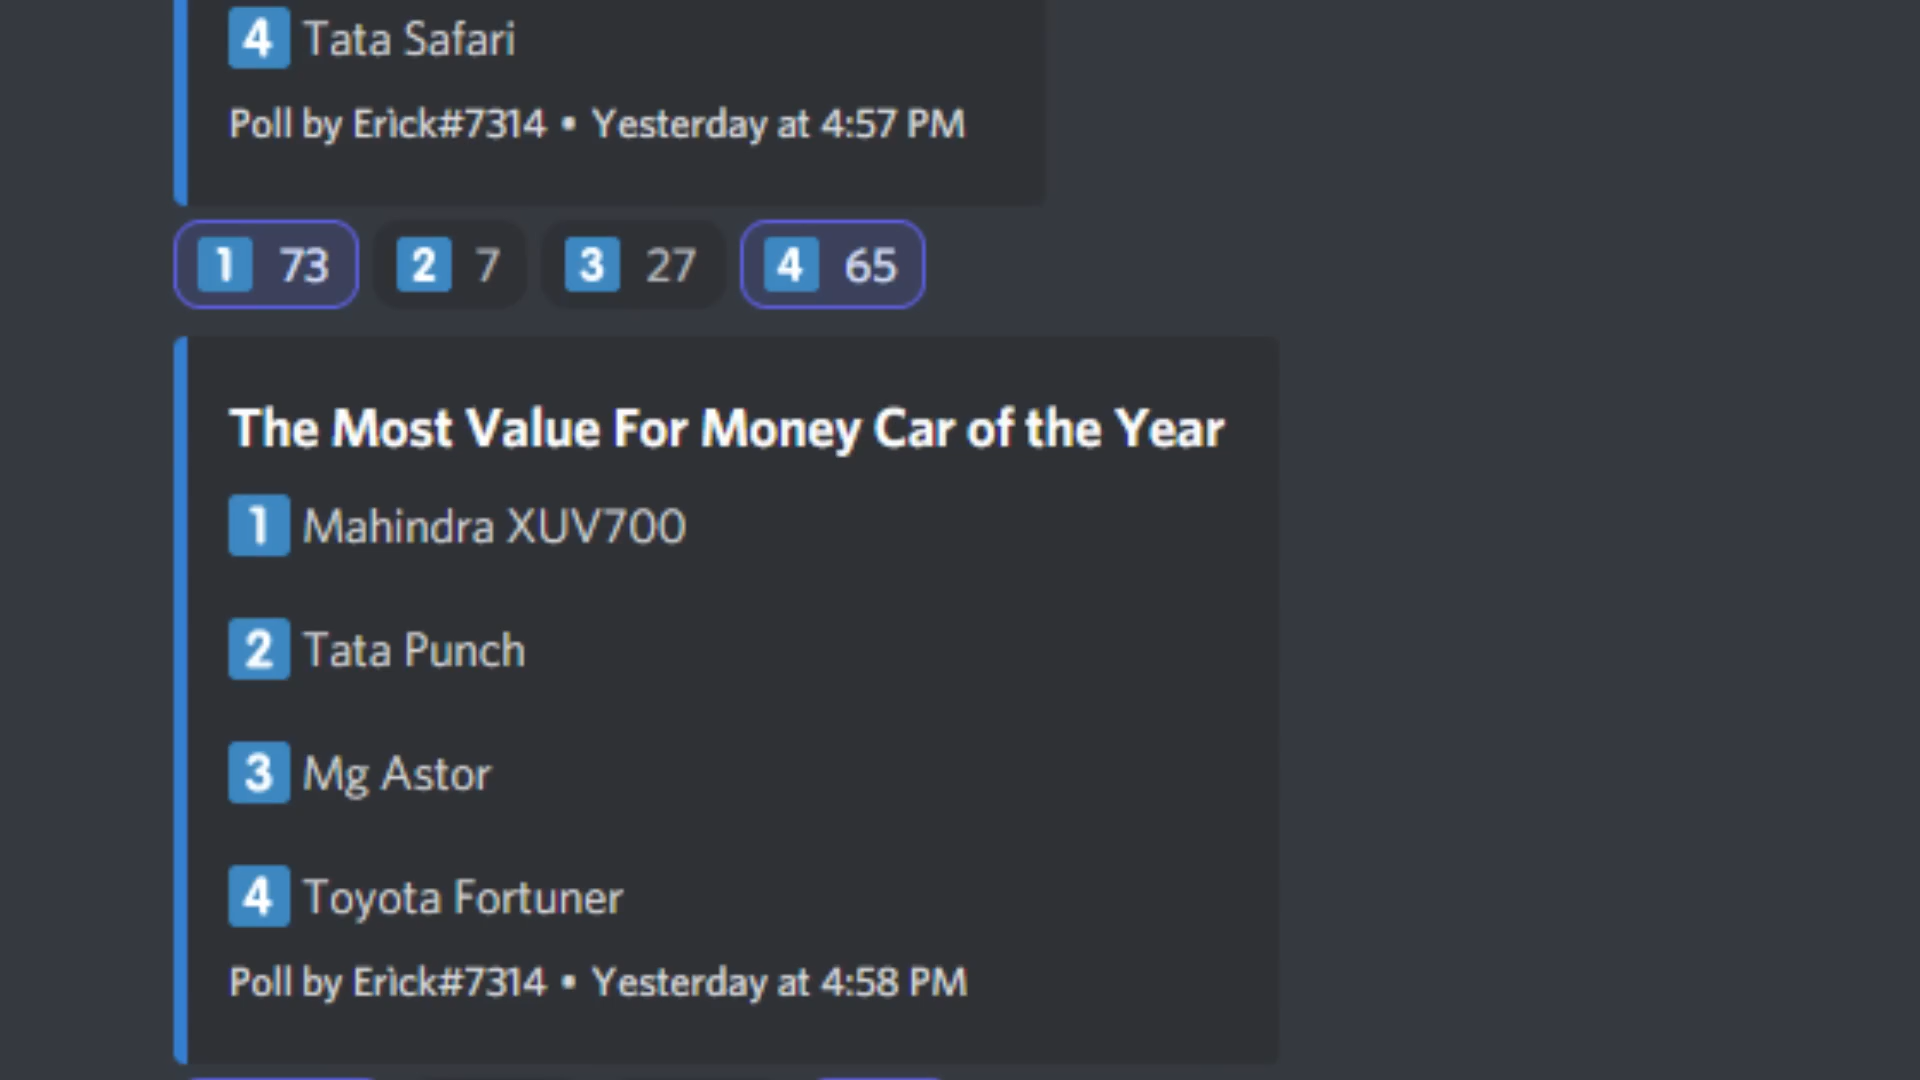 4 Tata Safari
Poll by Erick#7314 • Yesterday at 4:57 PM
1 73 2 7 3 27 4 65
The Most Value For Money Car of the Year
1 Mahindra XUV700
2 Tata Punch
3 Mg Astor
4 Toyota Fortuner
Poll by Erick#7314 • Yesterday at 4:58 PM